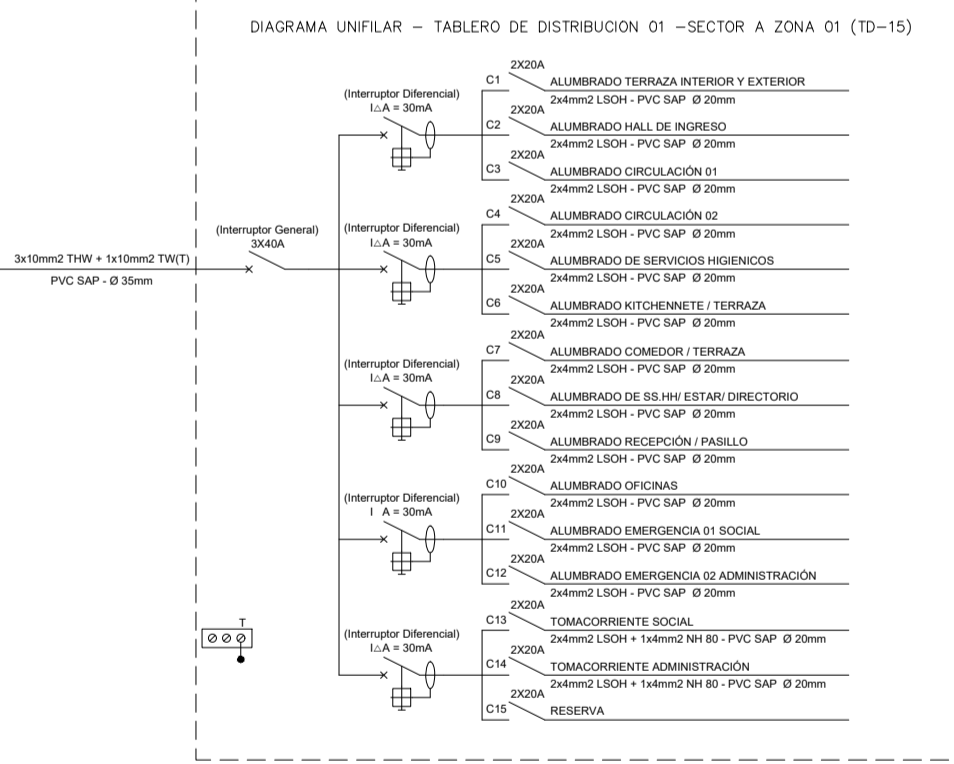 DIAGRAMA UNIFILAR - TABLERO DE DISTRIBUCION 01 -SECTOR A ZONA 01 (TD-15)
3x10mm2 THW + 1x10mm2 TW(T)
PVC SAP - Ø 35mm
(Interruptor General)
3X40A
(Interruptor Diferencial)
I△A = 30mA
C1
2X20A
ALUMBRADO TERRAZA INTERIOR Y EXTERIOR
2x4mm2 LSOH - PVC SAP Ø 20mm
C2
2X20A
ALUMBRADO HALL DE INGRESO
2x4mm2 LSOH - PVC SAP Ø 20mm
C3
2X20A
ALUMBRADO CIRCULACIÓN 01
2x4mm2 LSOH - PVC SAP Ø 20mm
(Interruptor Diferencial)
I△A = 30mA
C4
2X20A
ALUMBRADO CIRCULACIÓN 02
2x4mm2 LSOH - PVC SAP Ø 20mm
C5
2X20A
ALUMBRADO DE SERVICIOS HIGIENICOS
2x4mm2 LSOH - PVC SAP Ø 20mm
C6
2X20A
ALUMBRADO KITCHENNETE / TERRAZA
2x4mm2 LSOH - PVC SAP Ø 20mm
(Interruptor Diferencial)
I△A = 30mA
C7
2X20A
ALUMBRADO COMEDOR / TERRAZA
2x4mm2 LSOH - PVC SAP Ø 20mm
C8
2X20A
ALUMBRADO DE SS.HH/ ESTAR/ DIRECTORIO
2x4mm2 LSOH - PVC SAP Ø 20mm
C9
2X20A
ALUMBRADO RECEPCIÓN / PASILLO
2x4mm2 LSOH - PVC SAP Ø 20mm
(Interruptor Diferencial)
I A = 30mA
C10
2X20A
ALUMBRADO OFICINAS
2x4mm2 LSOH - PVC SAP Ø 20mm
C11
2X20A
ALUMBRADO EMERGENCIA 01 SOCIAL
2x4mm2 LSOH - PVC SAP Ø 20mm
C12
2X20A
ALUMBRADO EMERGENCIA 02 ADMINISTRACIÓN
2x4mm2 LSOH - PVC SAP Ø 20mm
(Interruptor Diferencial)
I△A = 30mA
C13
2X20A
TOMACORRIENTE SOCIAL
2x4mm2 LSOH + 1x4mm2 NH 80 - PVC SAP Ø 20mm
C14
2X20A
TOMACORRIENTE ADMINISTRACIÓN
2x4mm2 LSOH + 1x4mm2 NH 80 - PVC SAP Ø 20mm
C15
2X20A
RESERVA
T